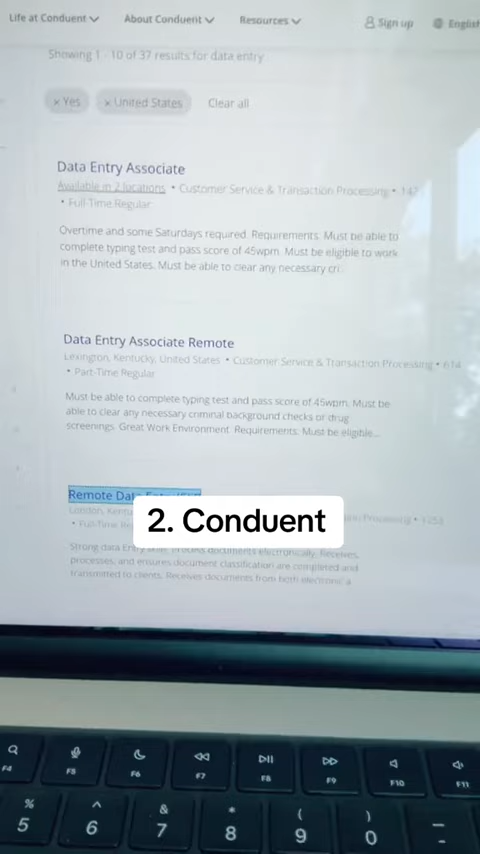 Life at Conduent About Conduent Resources Sign up English
Showing 1 - 10 of 37 results for data entry
× Yes × United States Clear all
Data Entry Associate
Available in 2 locations • Customer Service & Transaction Processing •
• Full-Time Regular
Overtime and some Saturdays required. Requirements: Must be able to
complete typing test and pass score of 45wpm. Must be eligible to work
in the United States. Must be able to clear any necessary cri
Data Entry Associate Remote
Lexington, Kentucky, United States • Customer Service & Transaction Processing • 614
• Part-Time Regular
Must be able to complete typing test and pass score of 45wpm. Must be
able to clear any necessary criminal background checks or drug
screenings. Great Work Environment Requirements: Must be eligible...
Remote Data
London, Processing •
• Full-Time
2. Conduent
Strong data Entry process documents electronically. Receives,
processes, and ensures document classification are completed and
transmitted to clients. Receives documents from both electronic a
F4 F5 F6 F7 F8 F9 F10 F11
% ^ & * ( ) –
5 6 7 8 9 0